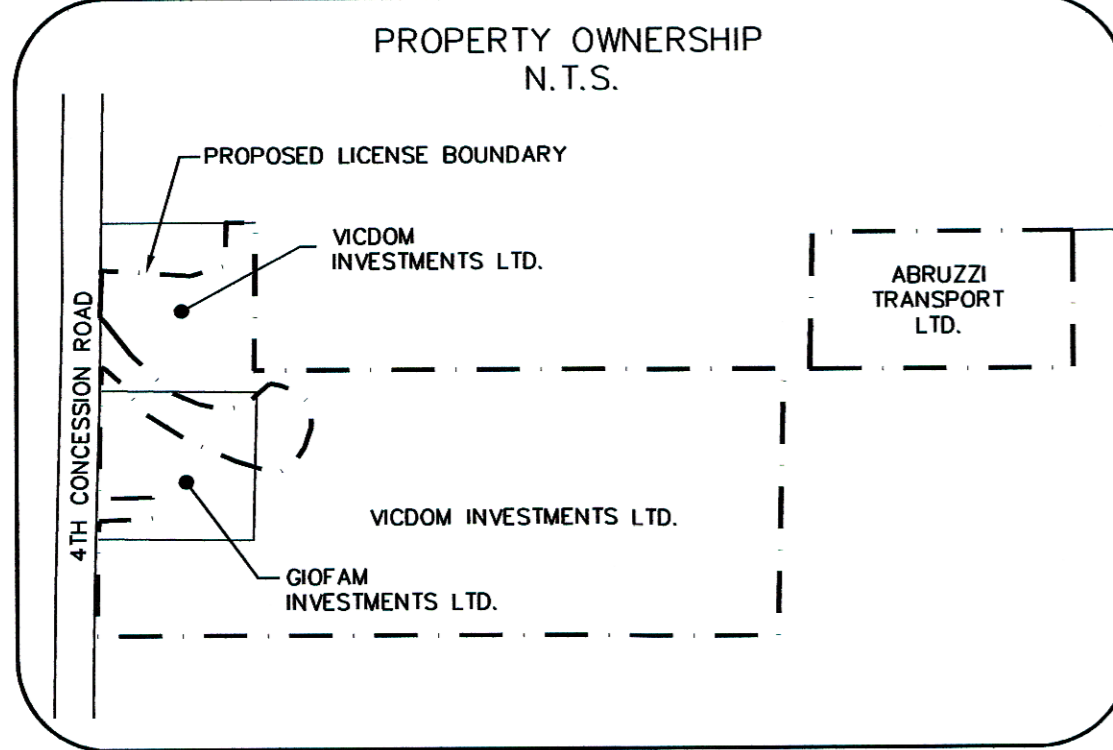 PROPERTY OWNERSHIP
N.T.S.
PROPOSED LICENSE BOUNDARY
VICDOM
INVESTMENTS LTD.
ABRUZZI
TRANSPORT
LTD.
4TH CONCESSION ROAD
VICDOM INVESTMENTS LTD.
GIOFAM
INVESTMENTS LTD.